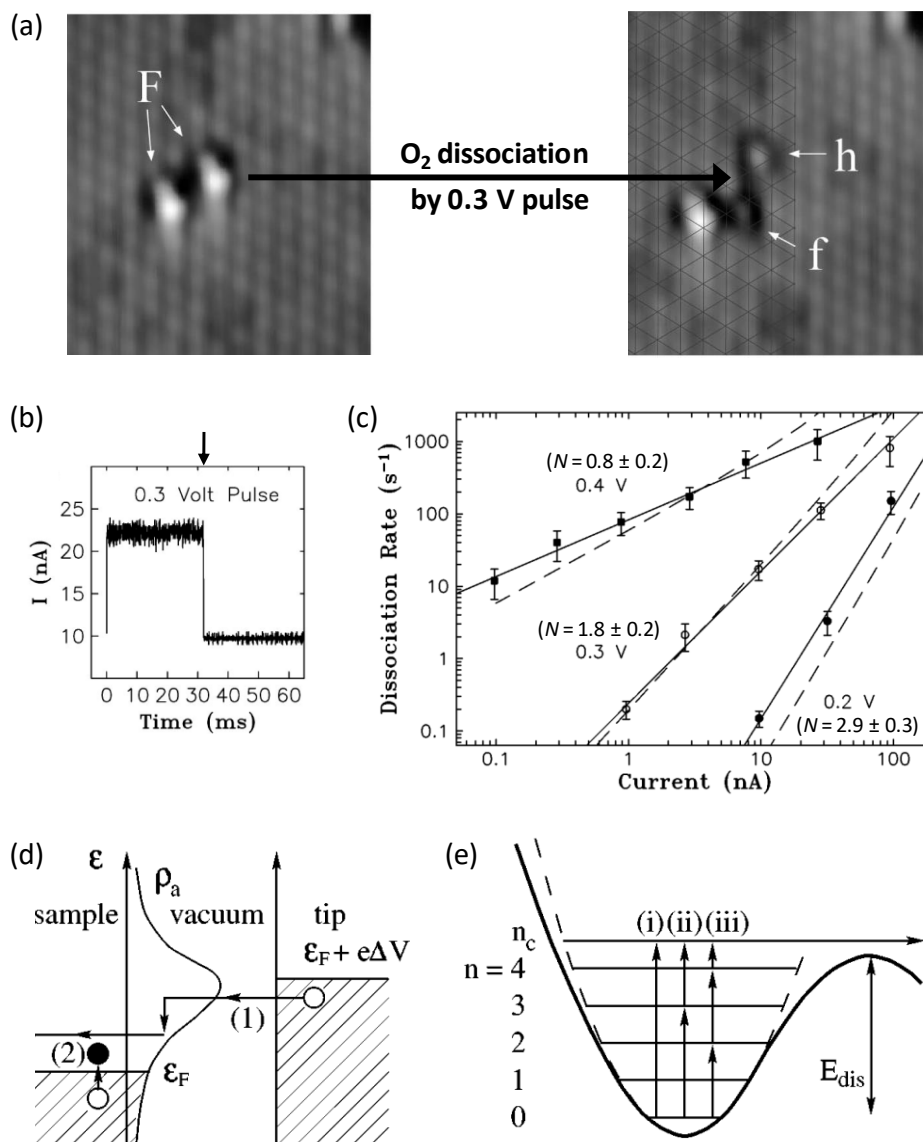 (a)
F
O₂ dissociation
by 0.3 V pulse
h
f
(b)
0.3 Volt Pulse
25
20
15
10
I (nA)
0 10 20 30 40 50 60
Time (ms)
(c)
1000
100
10
1
0.1
Dissociation Rate (s⁻¹)
(N = 0.8 ± 0.2)
0.4 V
(N = 1.8 ± 0.2)
0.3 V
0.2 V
(N = 2.9 ± 0.3)
0.1 1 10 100
Current (nA)
(d)
ε
ρa
sample
vacuum
tip
εF + eΔV
(1)
(2)
εF
(e)
(i) (ii) (iii)
nc
n = 4
3
2
1
0
Edis